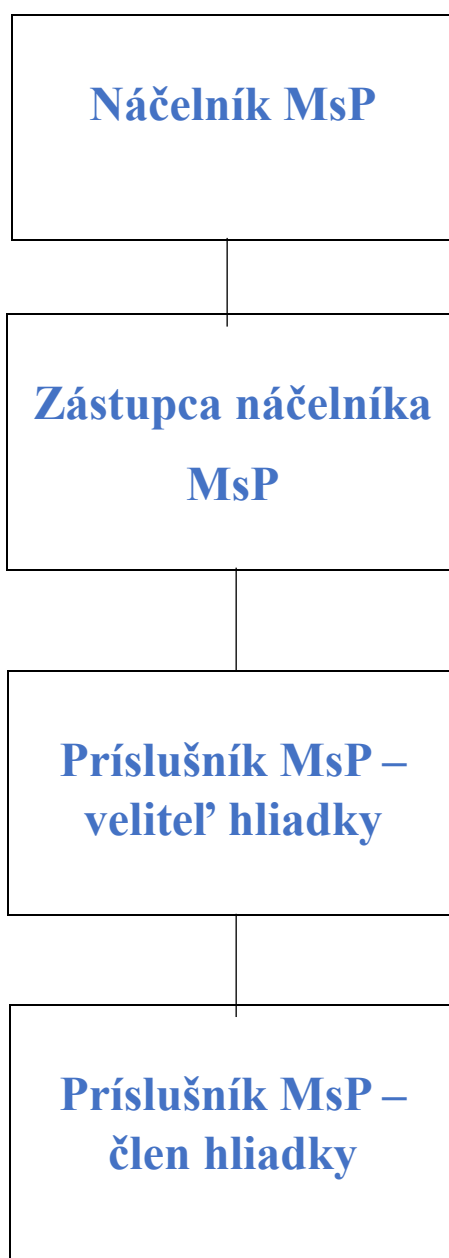 Náčelník MsP
Zástupca náčelníka
MsP
Príslušník MsP –
veliteľ hliadky
Príslušník MsP –
člen hliadky